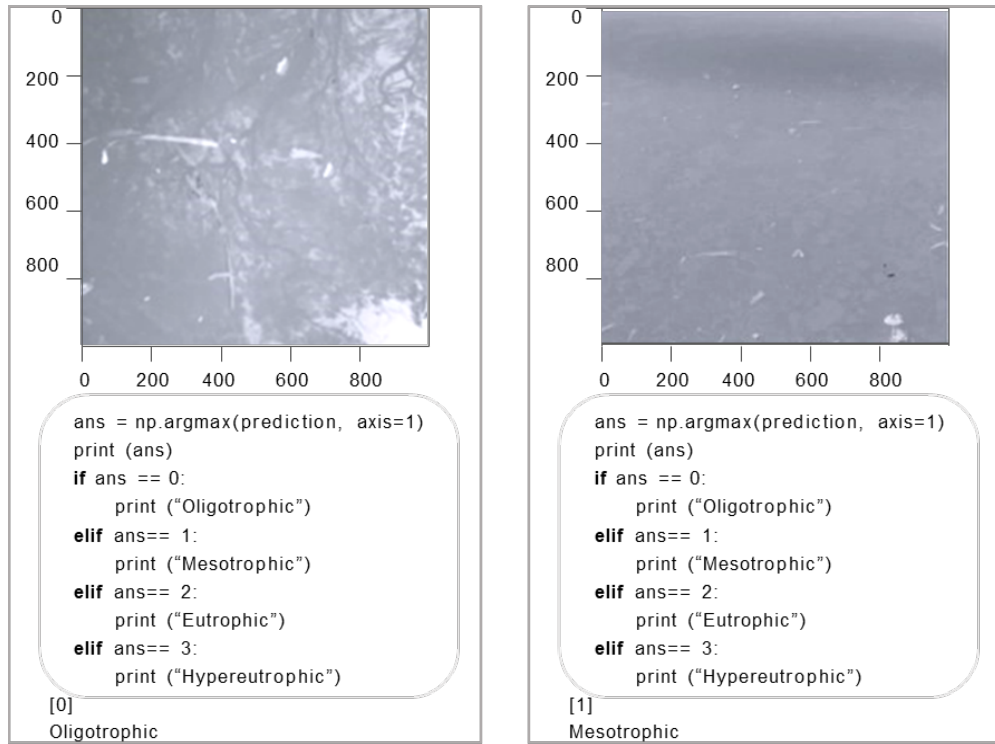 0
200
400
600
800
0 200 400 600 800
ans = np.argmax(prediction, axis=1)
print (ans)
if ans == 0:
print (“Oligotrophic”)
elif ans== 1:
print (“Mesotrophic”)
elif ans== 2:
print (“Eutrophic”)
elif ans== 3:
print (“Hypereutrophic”)
[0]
Oligotrophic
0
200
400
600
800
0 200 400 600 800
ans = np.argmax(prediction, axis=1)
print (ans)
if ans == 0:
print (“Oligotrophic”)
elif ans== 1:
print (“Mesotrophic”)
elif ans== 2:
print (“Eutrophic”)
elif ans== 3:
print (“Hypereutrophic”)
[1]
Mesotrophic